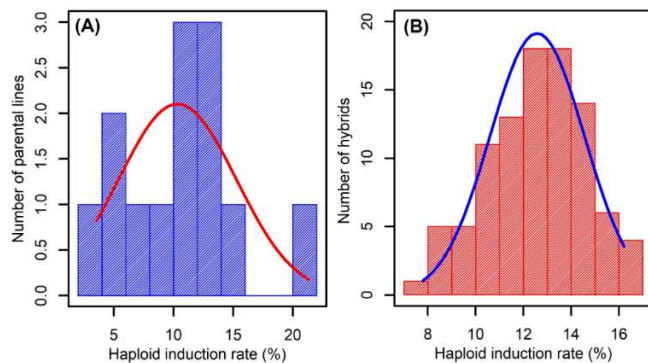 (A)
Number of parental lines
3.0
2.5
2.0
1.5
1.0
0.5
0.0
5 10 15 20
Haploid induction rate (%)
(B)
Number of hybrids
20
15
10
5
0
8 10 12 14 16
Haploid induction rate (%)